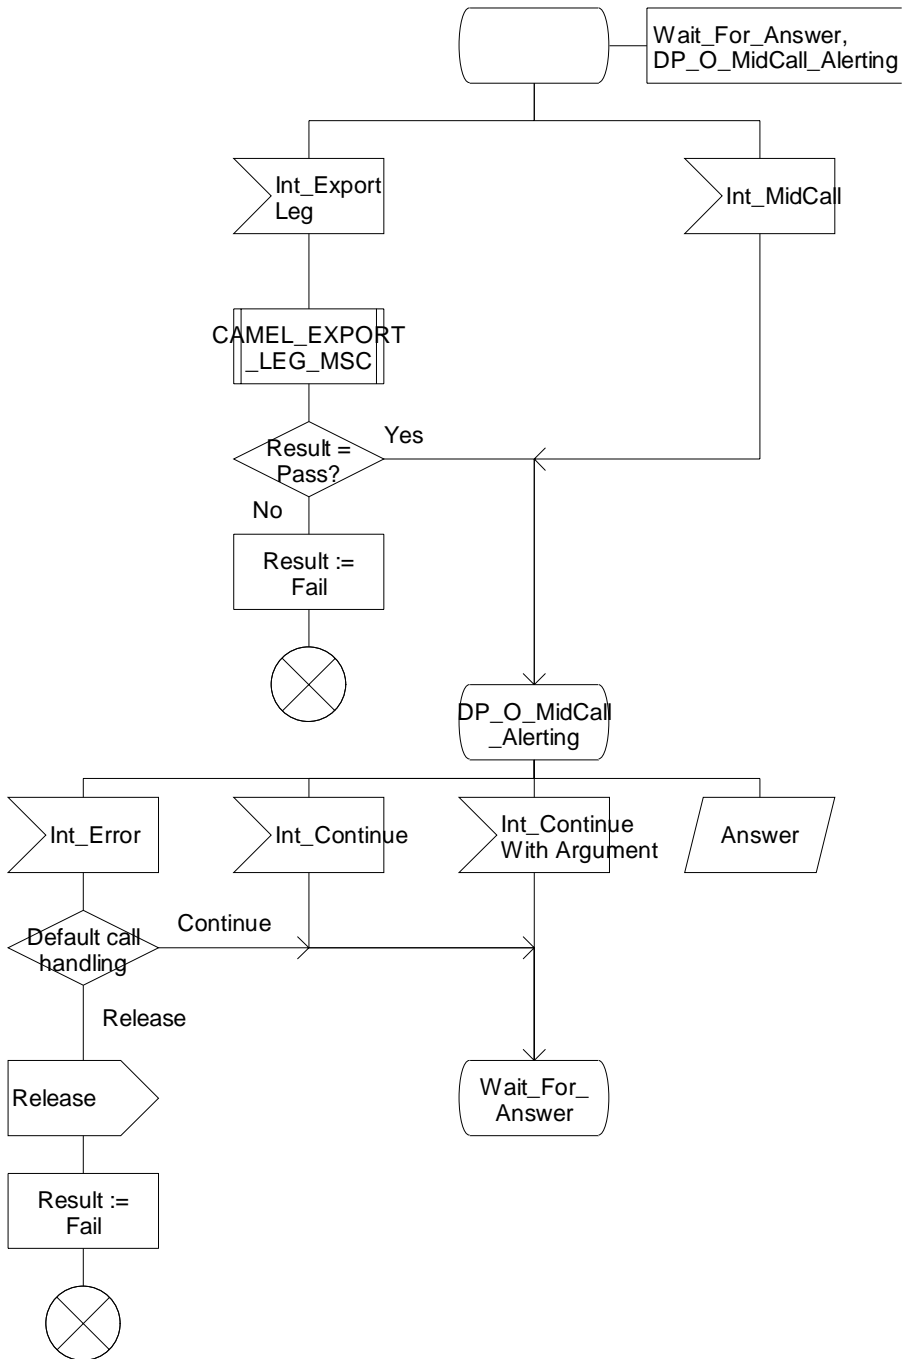 Wait_For_Answer,
DP_O_MidCall_Alerting
Int_Export
Leg
Int_MidCall
CAMEL_EXPORT
_LEG_MSC
Result =
Pass?
Yes
No
Result :=
Fail
DP_O_MidCall
_Alerting
Int_Error
Int_Continue
Int_Continue
With Argument
Answer
Default call
handling
Continue
Release
Release
Wait_For_
Answer
Result :=
Fail